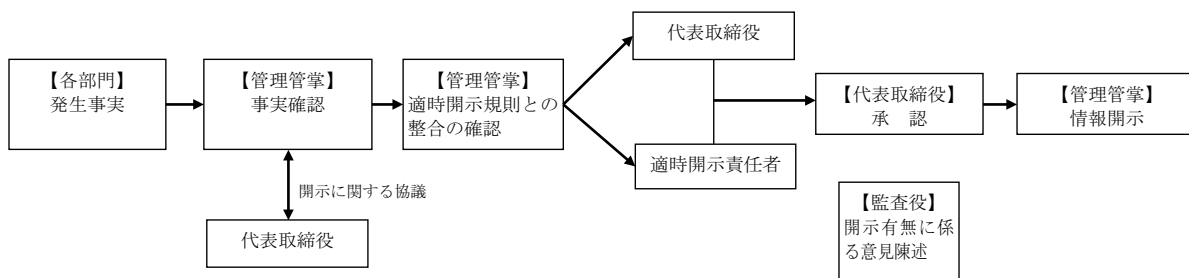 【各部門】
発生事実
【管理管掌】
事実確認
開示に関する協議
代表取締役
【管理管掌】
適時開示規則との
整合の確認
代表取締役
適時開示責任者
【代表取締役】
承　認
【管理管掌】
情報開示
【監査役】
開示有無に係
る意見陳述